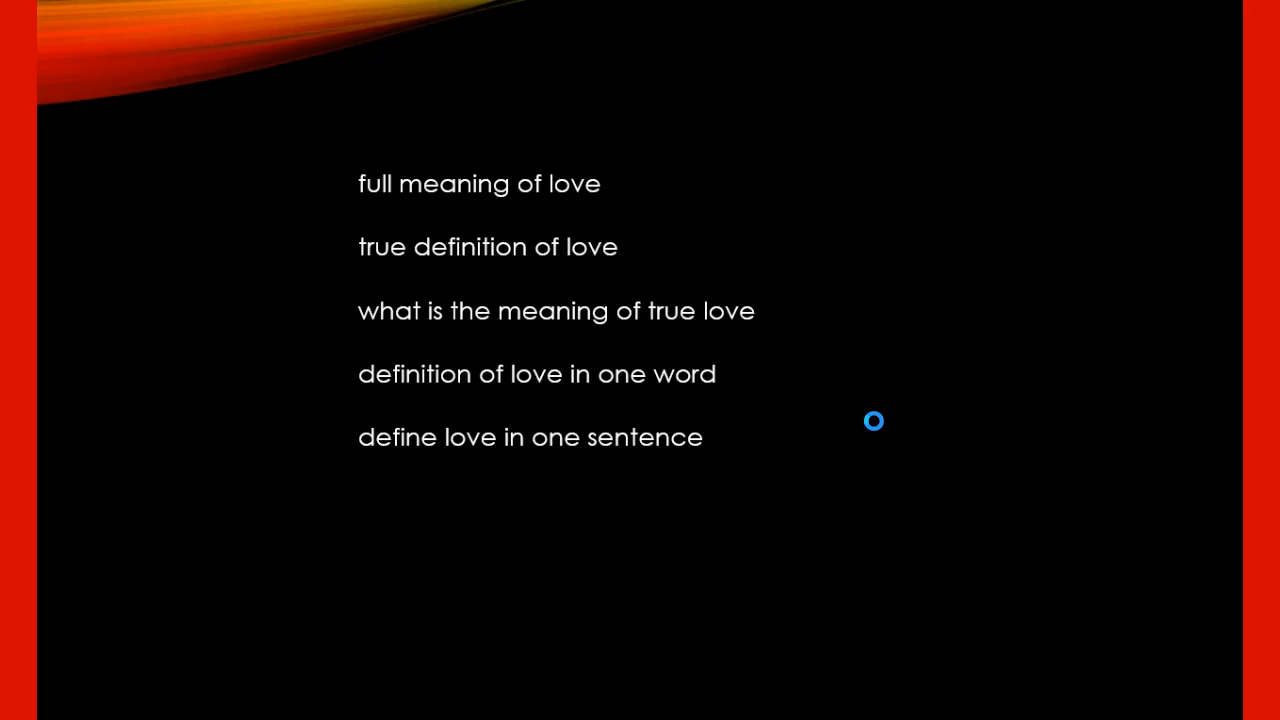 full meaning of love
true definition of love
what is the meaning of true love
definition of love in one word
define love in one sentence